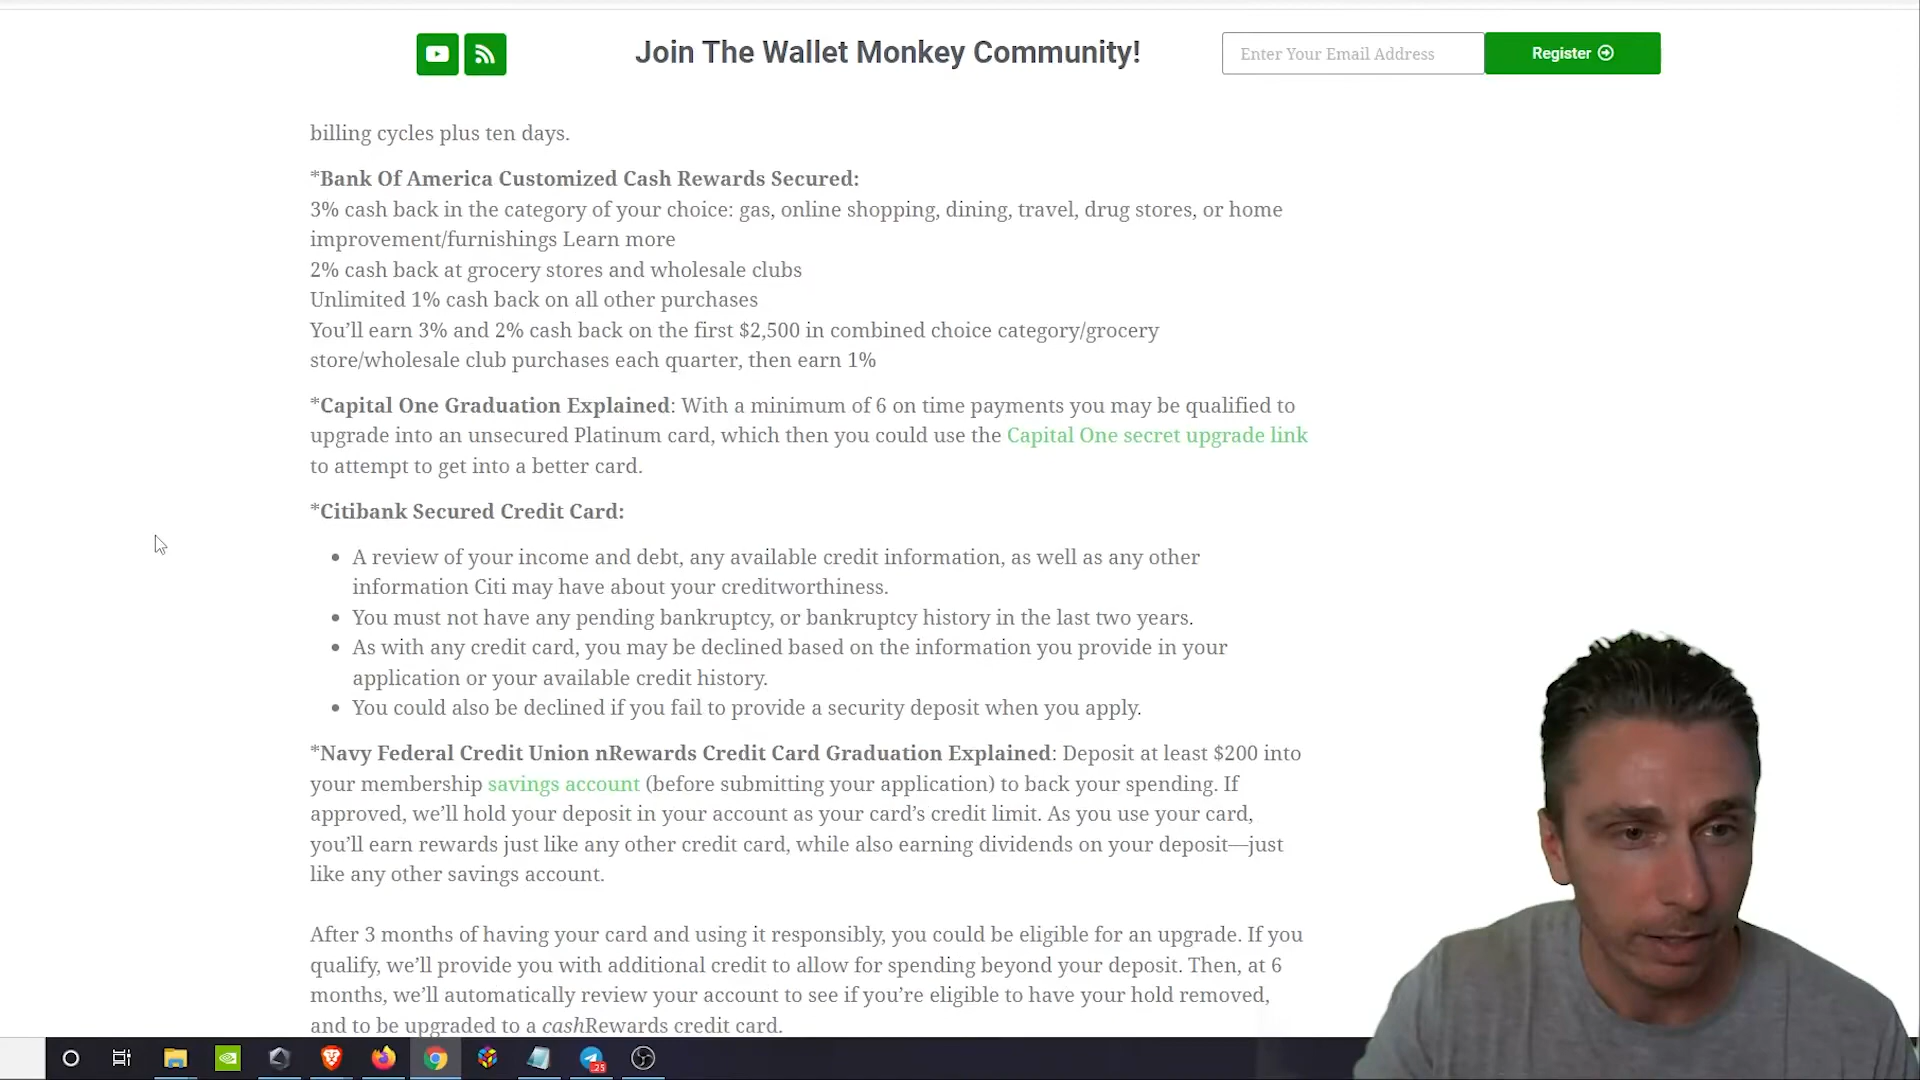 Join The Wallet Monkey Community!
Enter Your Email Address
Register
billing cycles plus ten days.
*Bank Of America Customized Cash Rewards Secured:
3% cash back in the category of your choice: gas, online shopping, dining, travel, drug stores, or home
improvement/furnishings Learn more
2% cash back at grocery stores and wholesale clubs
Unlimited 1% cash back on all other purchases
You’ll earn 3% and 2% cash back on the first $2,500 in combined choice category/grocery
store/wholesale club purchases each quarter, then earn 1%
*Capital One Graduation Explained: With a minimum of 6 on time payments you may be qualified to
upgrade into an unsecured Platinum card, which then you could use the Capital One secret upgrade link
to attempt to get into a better card.
*Citibank Secured Credit Card:
• A review of your income and debt, any available credit information, as well as any other
information Citi may have about your creditworthiness.
• You must not have any pending bankruptcy, or bankruptcy history in the last two years.
• As with any credit card, you may be declined based on the information you provide in your
application or your available credit history.
• You could also be declined if you fail to provide a security deposit when you apply.
*Navy Federal Credit Union nRewards Credit Card Graduation Explained: Deposit at least $200 into
your membership savings account (before submitting your application) to back your spending. If
approved, we’ll hold your deposit in your account as your card’s credit limit. As you use your card,
you’ll earn rewards just like any other credit card, while also earning dividends on your deposit—just
like any other savings account.
After 3 months of having your card and using it responsibly, you could be eligible for an upgrade. If you
qualify, we’ll provide you with additional credit to allow for spending beyond your deposit. Then, at 6
months, we’ll automatically review your account to see if you’re eligible to have your hold removed,
and to be upgraded to a cashRewards credit card.
25